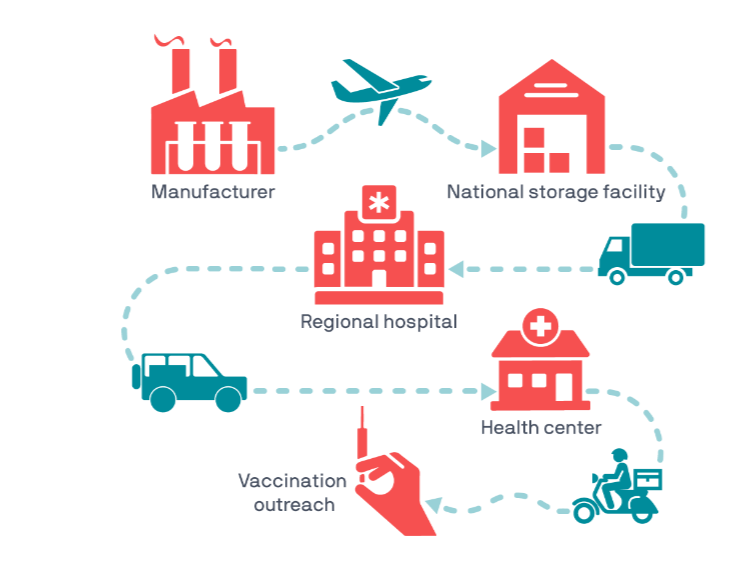 Manufacturer
National storage facility
Regional hospital
Health center
Vaccination
outreach